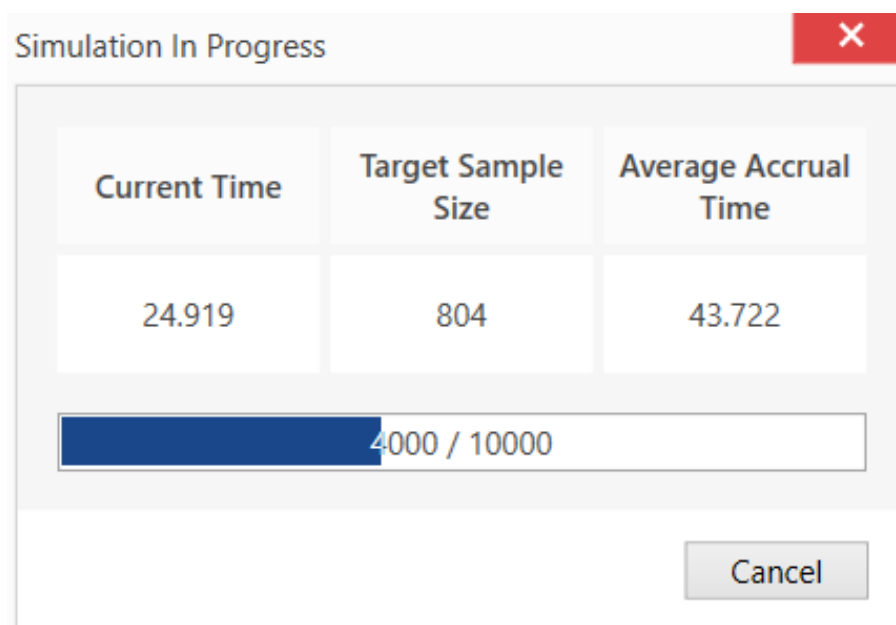 Simulation In Progress
Current Time
Target Sample
Size
Average Accrual
Time
24.919
804
43.722
4000 / 10000
Cancel